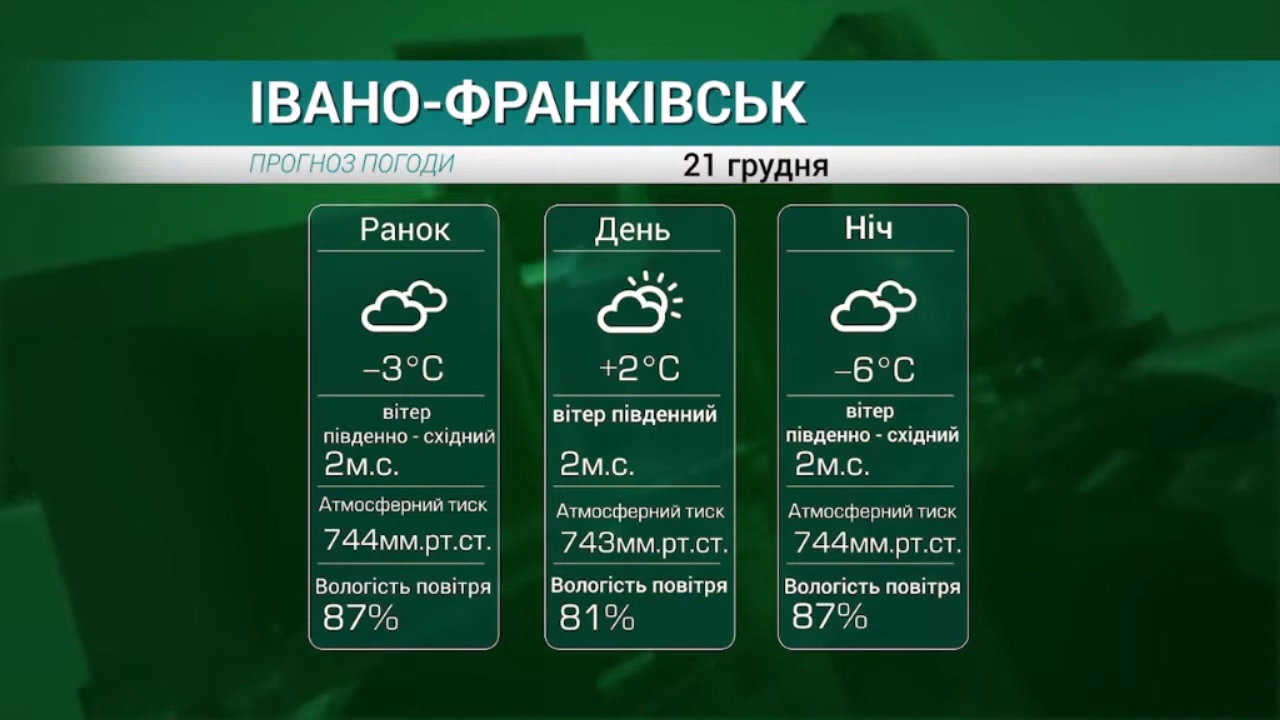 ІВАНО-ФРАНКІВСЬК
ПРОГНОЗ ПОГОДИ
21 грудня
Ранок
–3°C
вітер
південно - східний
2м.с.
Атмосферний тиск
744мм.рт.ст.
Вологість повітря
87%
День
+2°C
вітер південний
2м.с.
Атмосферний тиск
743мм.рт.ст.
Вологість повітря
81%
Ніч
–6°C
вітер
південно - східний
2м.с.
Атмосферний тиск
744мм.рт.ст.
Вологість повітря
87%